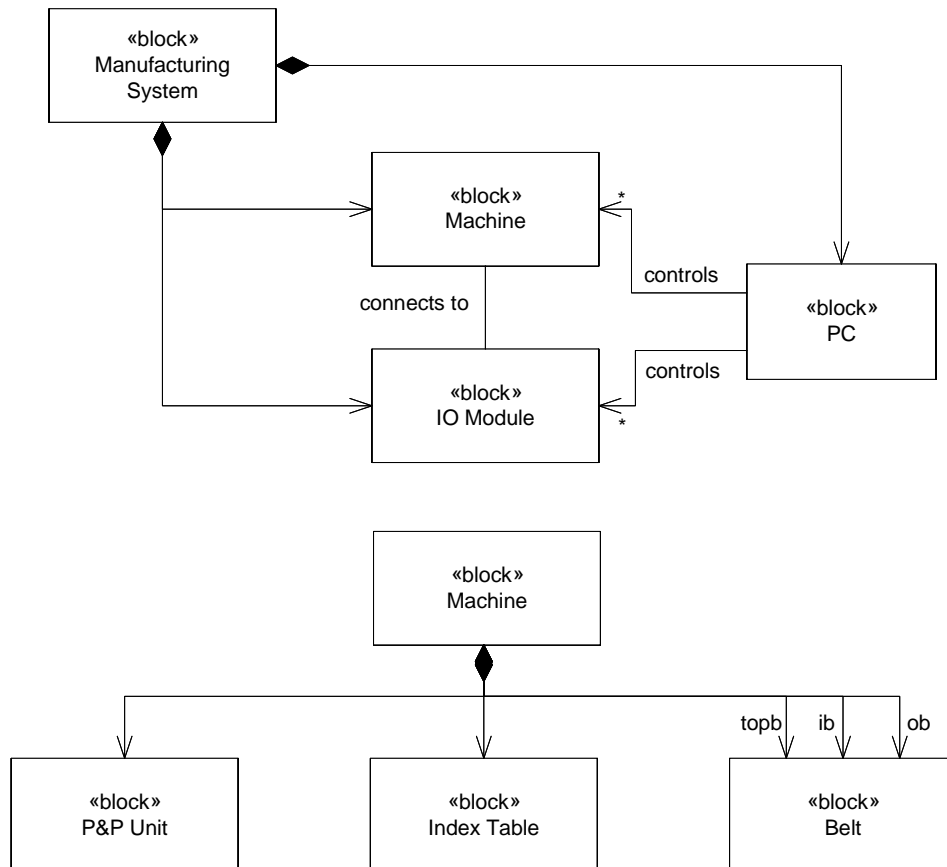 «block»
Manufacturing
System
«block»
Machine
*
controls
connects to
«block»
PC
controls
«block»
IO Module
*
«block»
Machine
topb
ib
ob
«block»
P&P Unit
«block»
Index Table
«block»
Belt